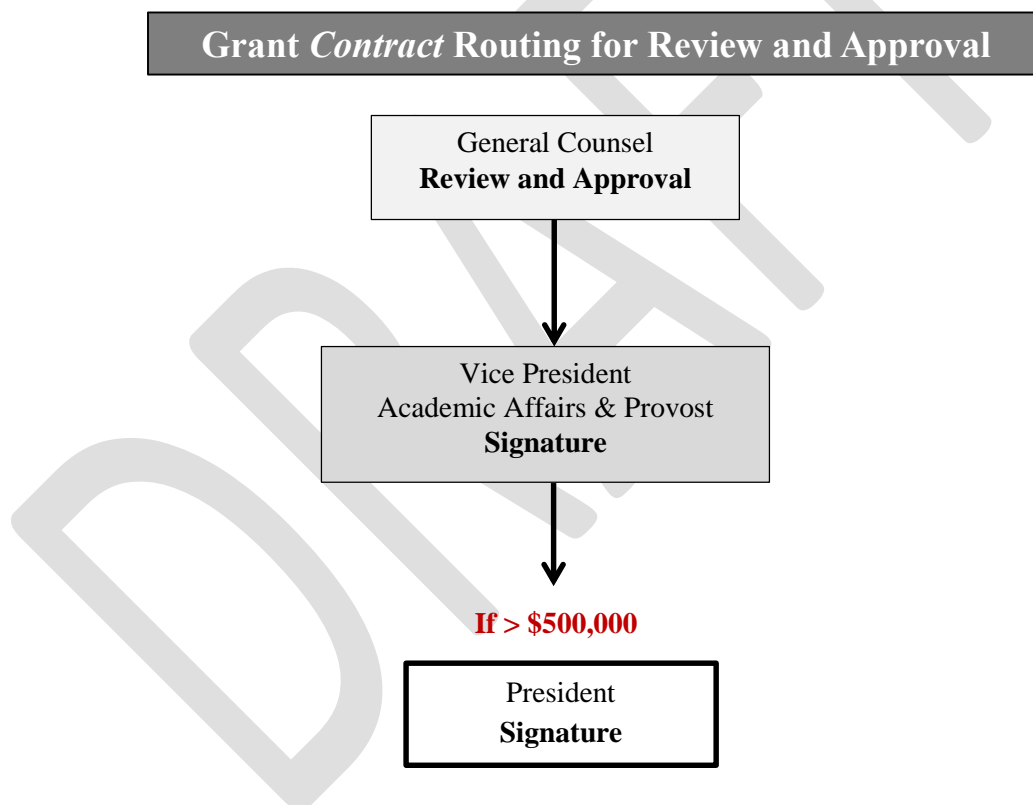 Grant Contract Routing for Review and Approval
General Counsel
Review and Approval
Vice President
Academic Affairs & Provost
Signature
If > $500,000
President
Signature
DRAFT